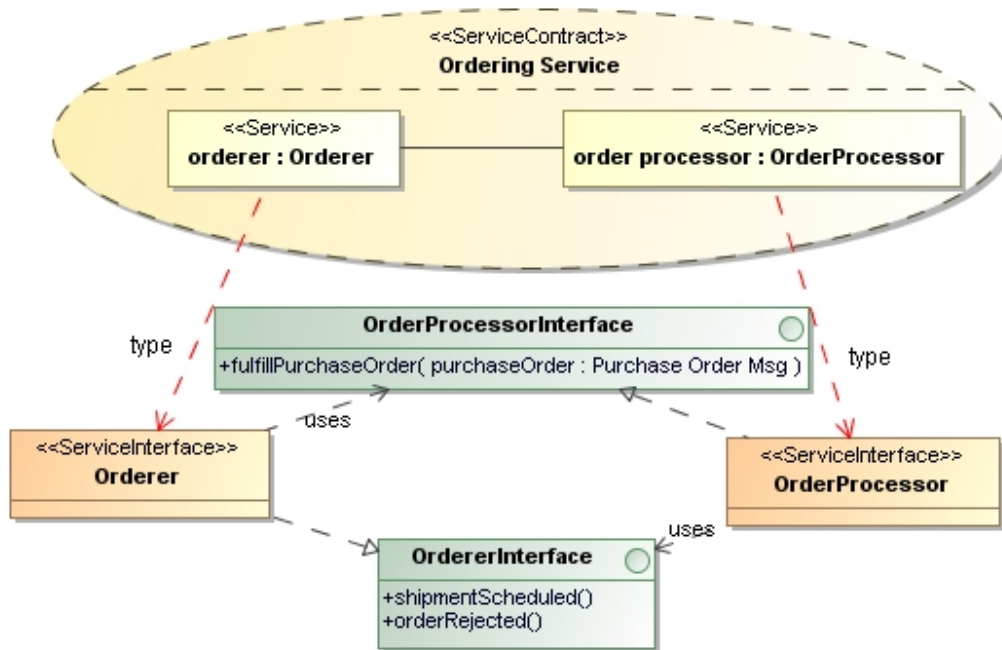 <<ServiceContract>>
Ordering Service
<<Service>>
orderer : Orderer
<<Service>>
order processor : OrderProcessor
OrderProcessorInterface
+fulfillPurchaseOrder( purchaseOrder : Purchase Order Msg )
type
type
uses
<<ServiceInterface>>
Orderer
<<ServiceInterface>>
OrderProcessor
uses
OrdererInterface
+shipmentScheduled()
+orderRejected()